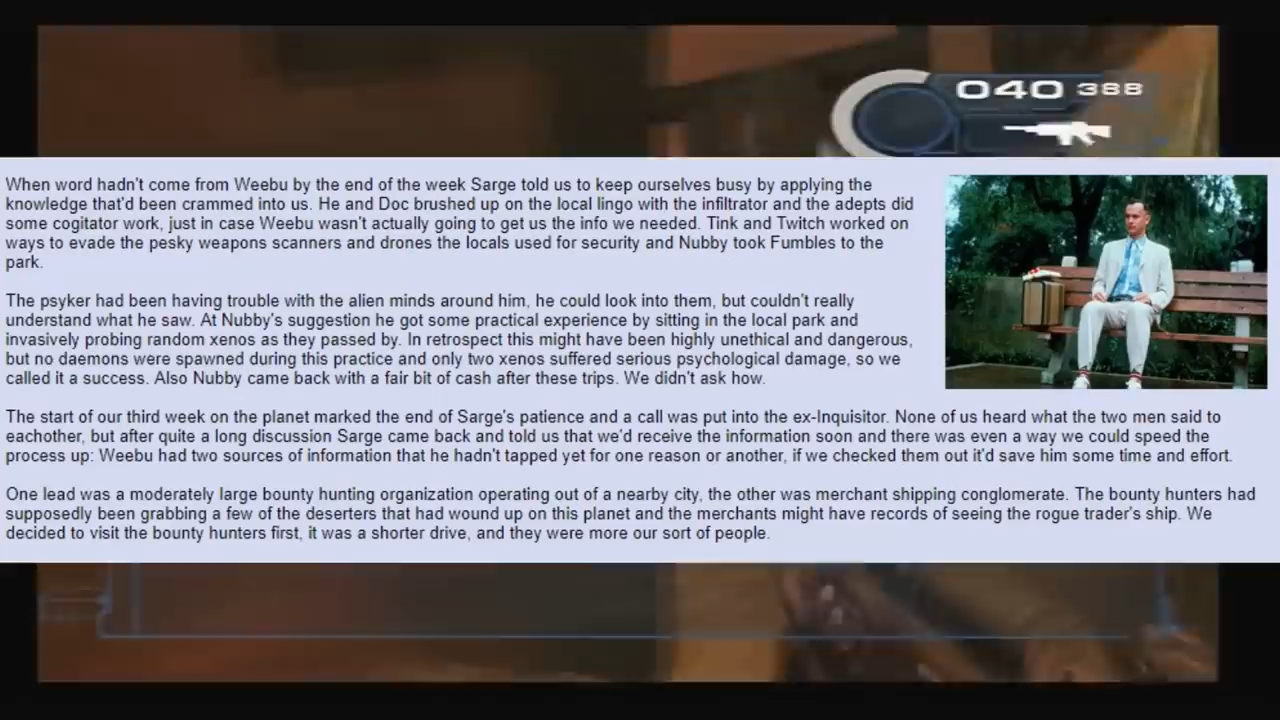 040 388
When word hadn't come from Weebu by the end of the week Sarge told us to keep ourselves busy by applying the
knowledge that'd been crammed into us. He and Doc brushed up on the local lingo with the infiltrator and the adepts did
some cogitator work, just in case Weebu wasn't actually going to get us the info we needed. Tink and Twitch worked on
ways to evade the pesky weapons scanners and drones the locals used for security and Nubby took Fumbles to the
park.
The psyker had been having trouble with the alien minds around him, he could look into them, but couldn't really
understand what he saw. At Nubby's suggestion he got some practical experience by sitting in the local park and
invasively probing random xenos as they passed by. In retrospect this might have been highly unethical and dangerous,
but no daemons were spawned during this practice and only two xenos suffered serious psychological damage, so we
called it a success. Also Nubby came back with a fair bit of cash after these trips. We didn't ask how.
The start of our third week on the planet marked the end of Sarge's patience and a call was put into the ex-Inquisitor. None of us heard what the two men said to
eachother, but after quite a long discussion Sarge came back and told us that we'd receive the information soon and there was even a way we could speed the
process up: Weebu had two sources of information that he hadn't tapped yet for one reason or another, if we checked them out it'd save him some time and effort.
One lead was a moderately large bounty hunting organization operating out of a nearby city, the other was merchant shipping conglomerate. The bounty hunters had
supposedly been grabbing a few of the deserters that had wound up on this planet and the merchants might have records of seeing the rogue trader's ship. We
decided to visit the bounty hunters first, it was a shorter drive, and they were more our sort of people.